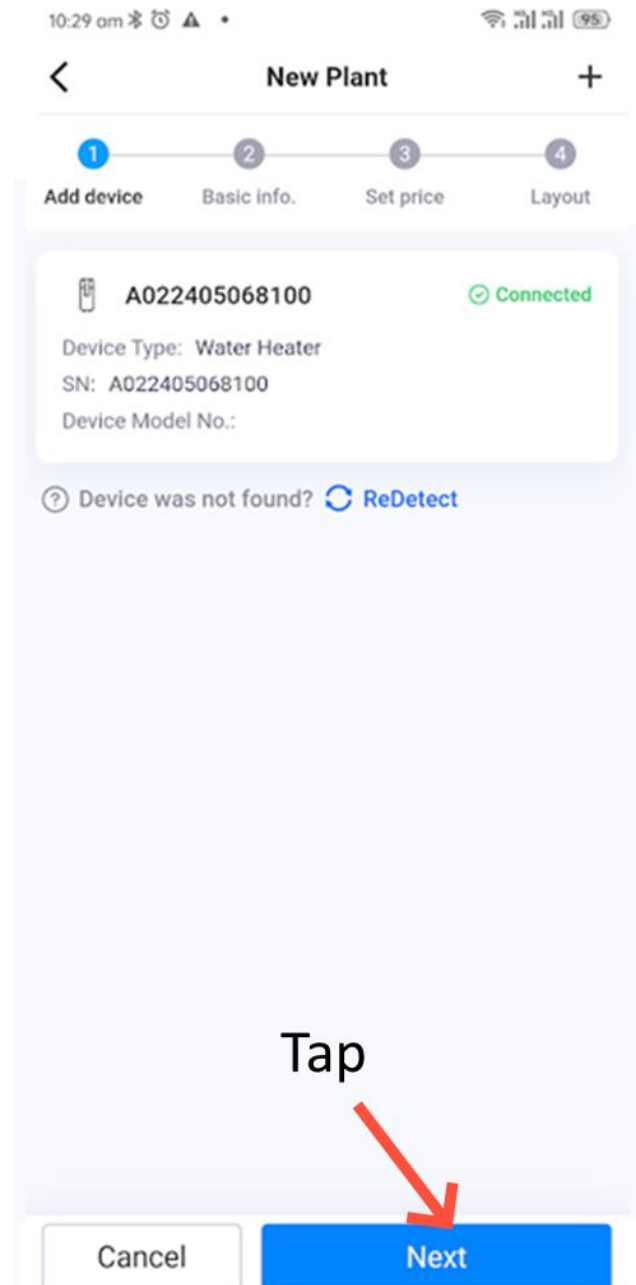 10:29 am
95
New Plant +
1 2 3 4
Add device Basic info. Set price Layout
A022405068100 Connected
Device Type: Water Heater
SN: A022405068100
Device Model No.:
? Device was not found? ReDetect
Tap
Cancel Next